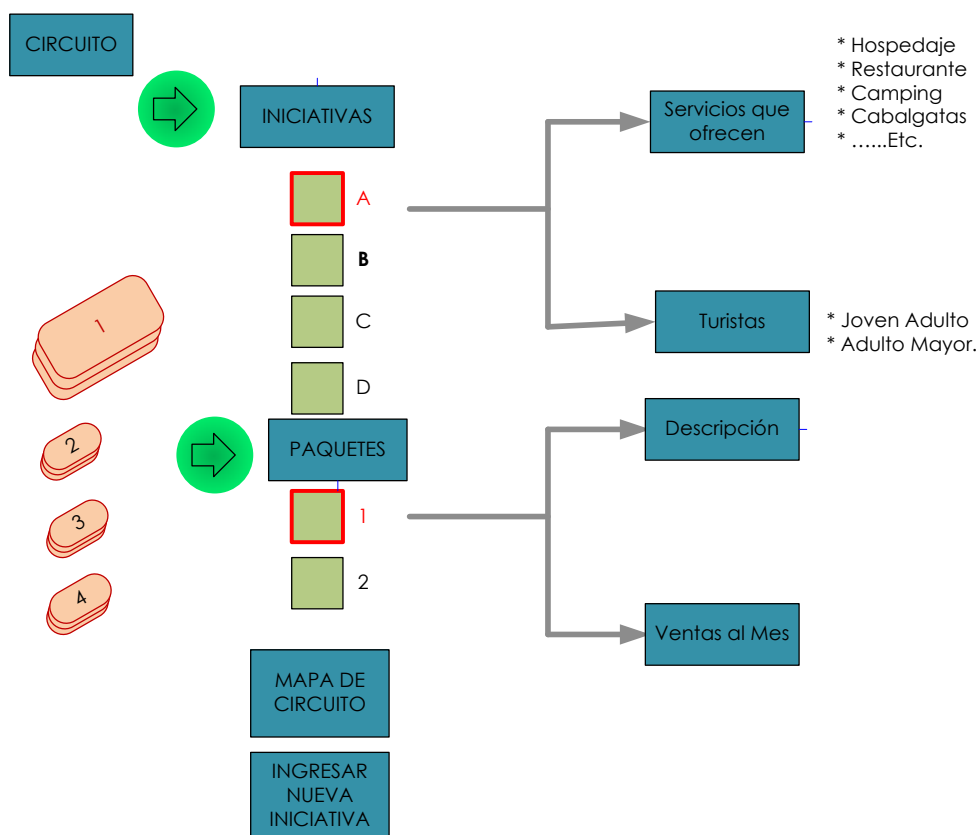 CIRCUITO
INICIATIVAS
A
B
C
D
Servicios que
ofrecen
* Hospedaje
* Restaurante
* Camping
* Cabalgatas
* …...Etc.
Turistas
* Joven Adulto
* Adulto Mayor.
1
2
3
4
PAQUETES
1
2
Descripción
Ventas al Mes
MAPA DE
CIRCUITO
INGRESAR
NUEVA
INICIATIVA